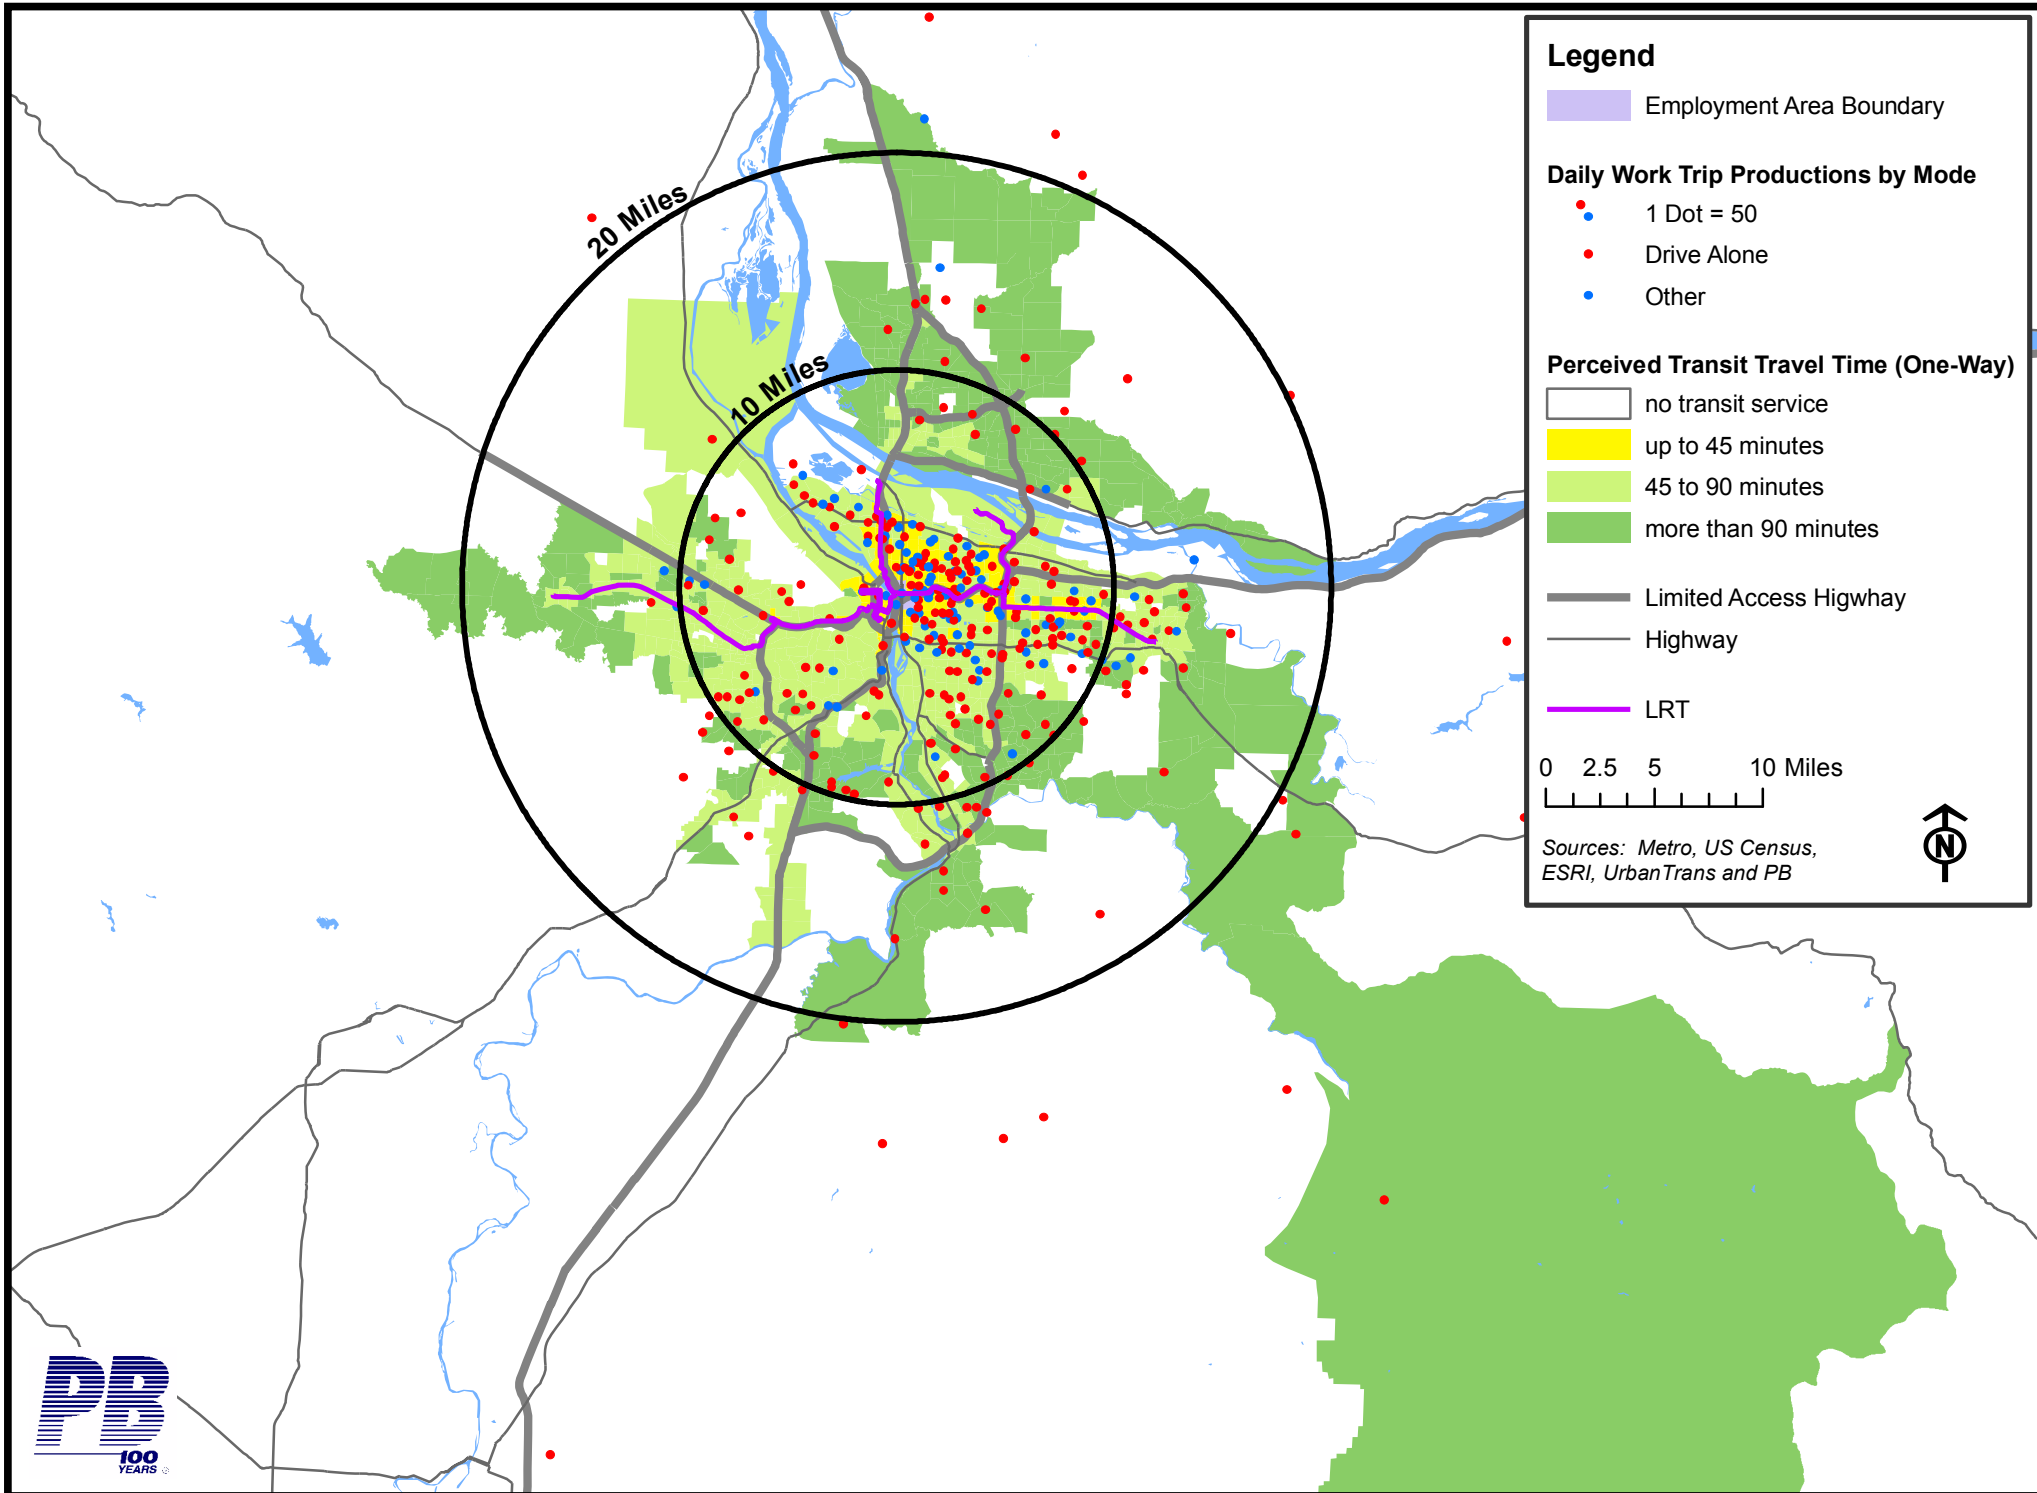 20 Miles
10 Miles
Legend
Employment Area Boundary
Daily Work Trip Productions by Mode
1 Dot = 50
Drive Alone
Other
Perceived Transit Travel Time (One-Way)
no transit service
up to 45 minutes
45 to 90 minutes
more than 90 minutes
Limited Access Higwhay
Highway
LRT
0 2.5 5 10 Miles
Sources: Metro, US Census,
ESRI, UrbanTrans and PB
N
PB
100
YEARS